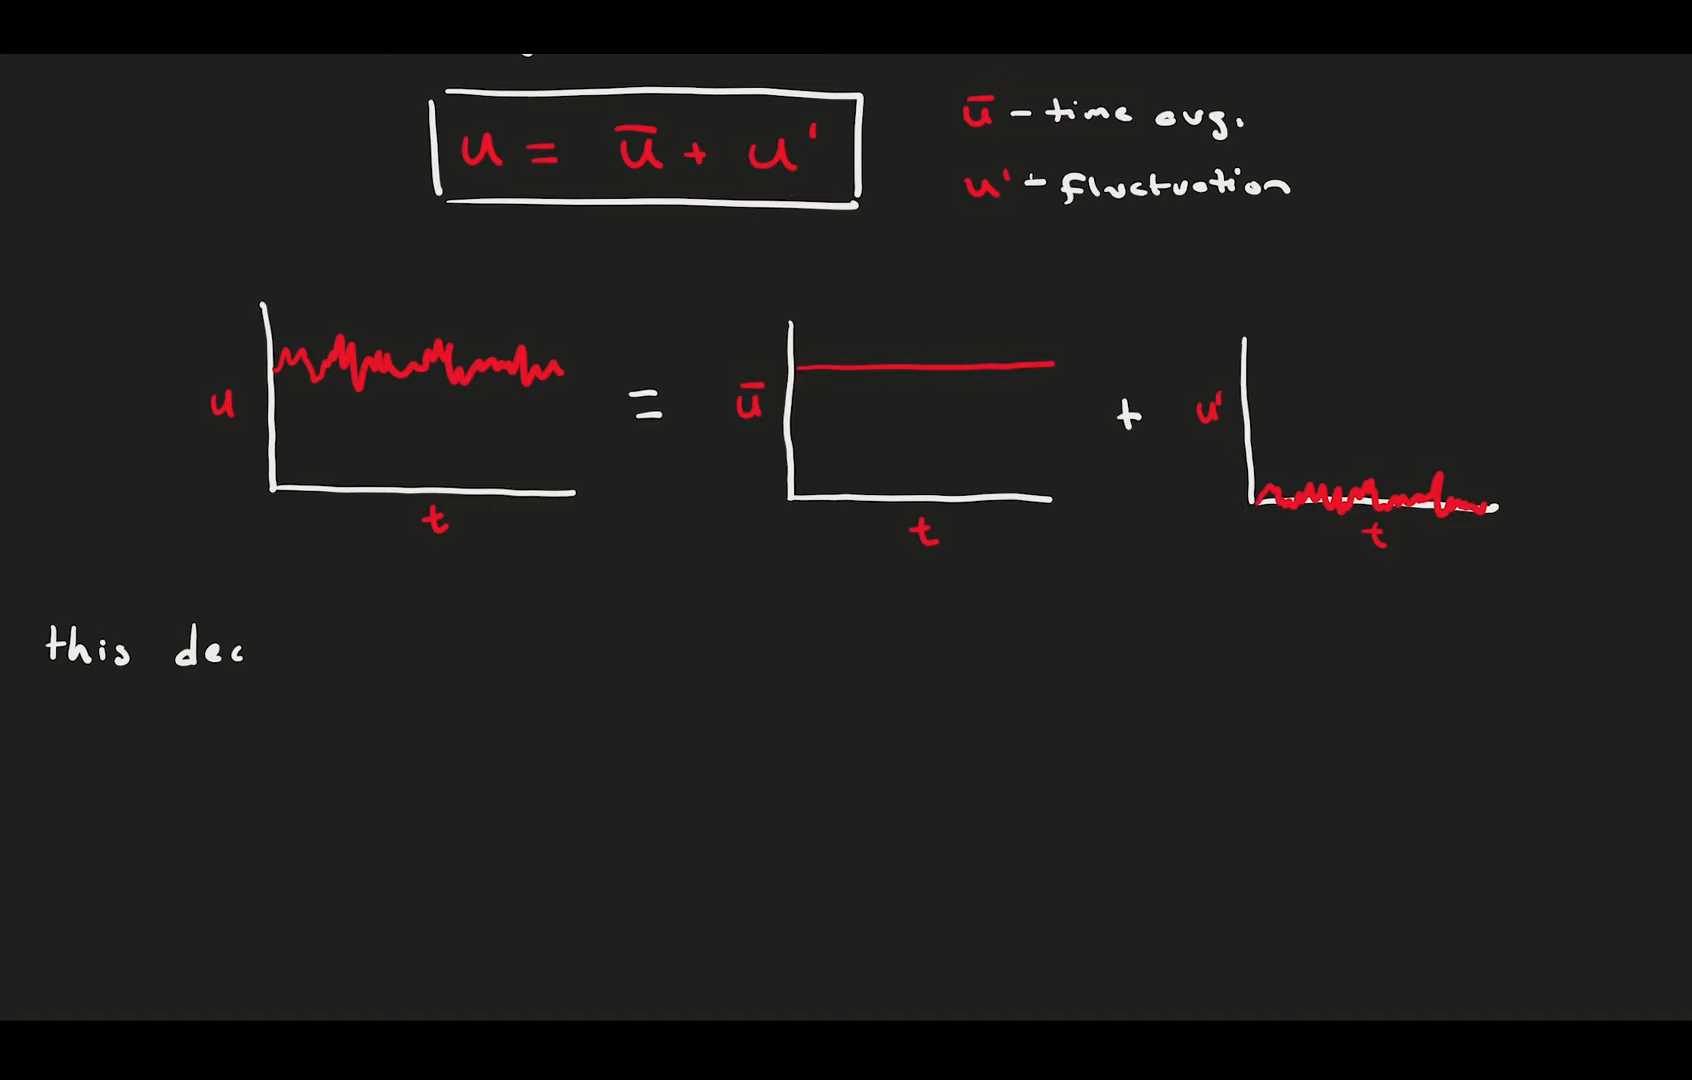 u = ū + u'
ū - time avg.
u' - fluctuation
u = ū + u'
t t t
this dec